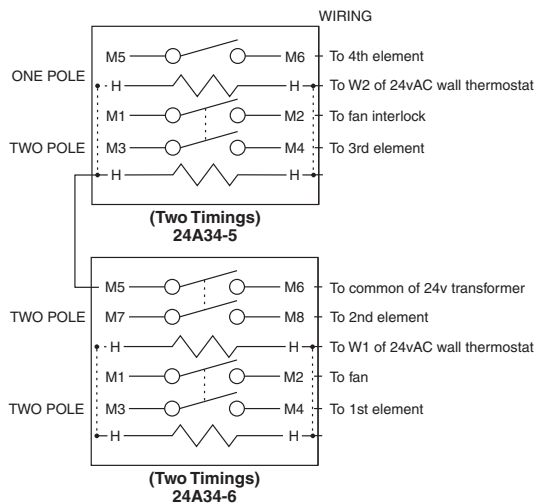 WIRING
M5 M6 To 4th element
ONE POLE
H H To W2 of 24vAC wall thermostat
M1 M2 To fan interlock
TWO POLE M3 M4 To 3rd element
H H
(Two Timings)
24A34-5
M5 M6 To common of 24v transformer
TWO POLE M7 M8 To 2nd element
H H To W1 of 24vAC wall thermostat
M1 M2 To fan
TWO POLE M3 M4 To 1st element
H H
(Two Timings)
24A34-6